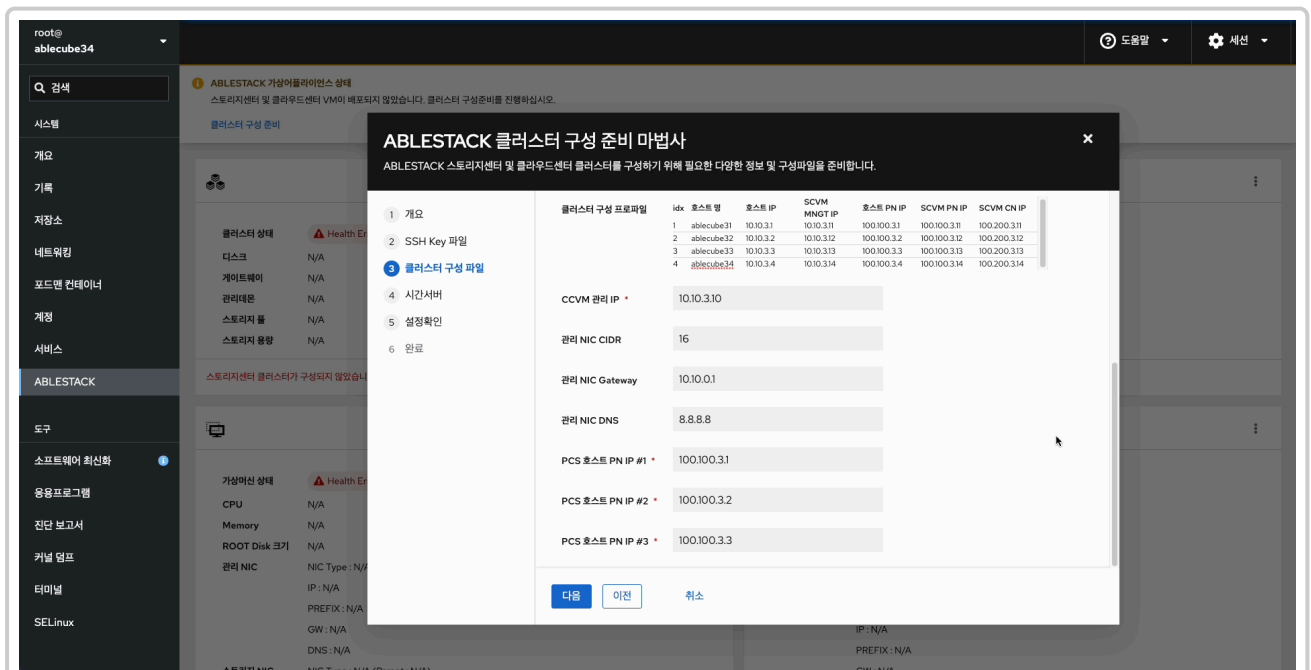 root@
ablecube34
도움말
세션
검색
시스템
개요
기록
저장소
네트워킹
포드맨 컨테이너
계정
서비스
ABLESTACK
도구
소프트웨어 최신화
응용프로그램
진단 보고서
커널 덤프
터미널
SELinux
ABLESTACK 가상어플라이언스 상태
스토리지센터 및 클라우드센터 VM이 배포되지 않았습니다. 클러스터 구성준비를 진행하십시오.
클러스터 구성 준비
클러스터 상태 Health Er
디스크 N/A
게이트웨이 N/A
관리데몬 N/A
스토리지 풀 N/A
스토리지 용량 N/A
스토리지센터 클러스터가 구성되지 않았습니
가상머신 상태 Health Er
CPU N/A
Memory N/A
ROOT Disk 크기 N/A
관리 NIC NIC Type : N/A
IP : N/A
PREFIX : N/A
GW : N/A
DNS : N/A
IP : N/A
PREFIX : N/A
ABLESTACK 클러스터 구성 준비 마법사
ABLESTACK 스토리지센터 및 클라우드센터 클러스터를 구성하기 위해 필요한 다양한 정보 및 구성파일을 준비합니다.
1 개요
2 SSH Key 파일
3 클러스터 구성 파일
4 시간서버
5 설정확인
6 완료
클러스터 구성 프로파일
idx 호스트 명 호스트 IP SCVM MNGT IP 호스트 PN IP SCVM PN IP SCVM CN IP
1 ablecube31 10.10.3.1 10.10.3.11 100.100.3.1 100.100.3.11 100.200.3.11
2 ablecube32 10.10.3.2 10.10.3.12 100.100.3.2 100.100.3.12 100.200.3.12
3 ablecube33 10.10.3.3 10.10.3.13 100.100.3.3 100.100.3.13 100.200.3.13
4 ablecube34 10.10.3.4 10.10.3.14 100.100.3.4 100.100.3.14 100.200.3.14
CCVM 관리 IP * 10.10.3.10
관리 NIC CIDR 16
관리 NIC Gateway 10.10.0.1
관리 NIC DNS 8.8.8.8
PCS 호스트 PN IP #1 * 100.100.3.1
PCS 호스트 PN IP #2 * 100.100.3.2
PCS 호스트 PN IP #3 * 100.100.3.3
다음 이전 취소